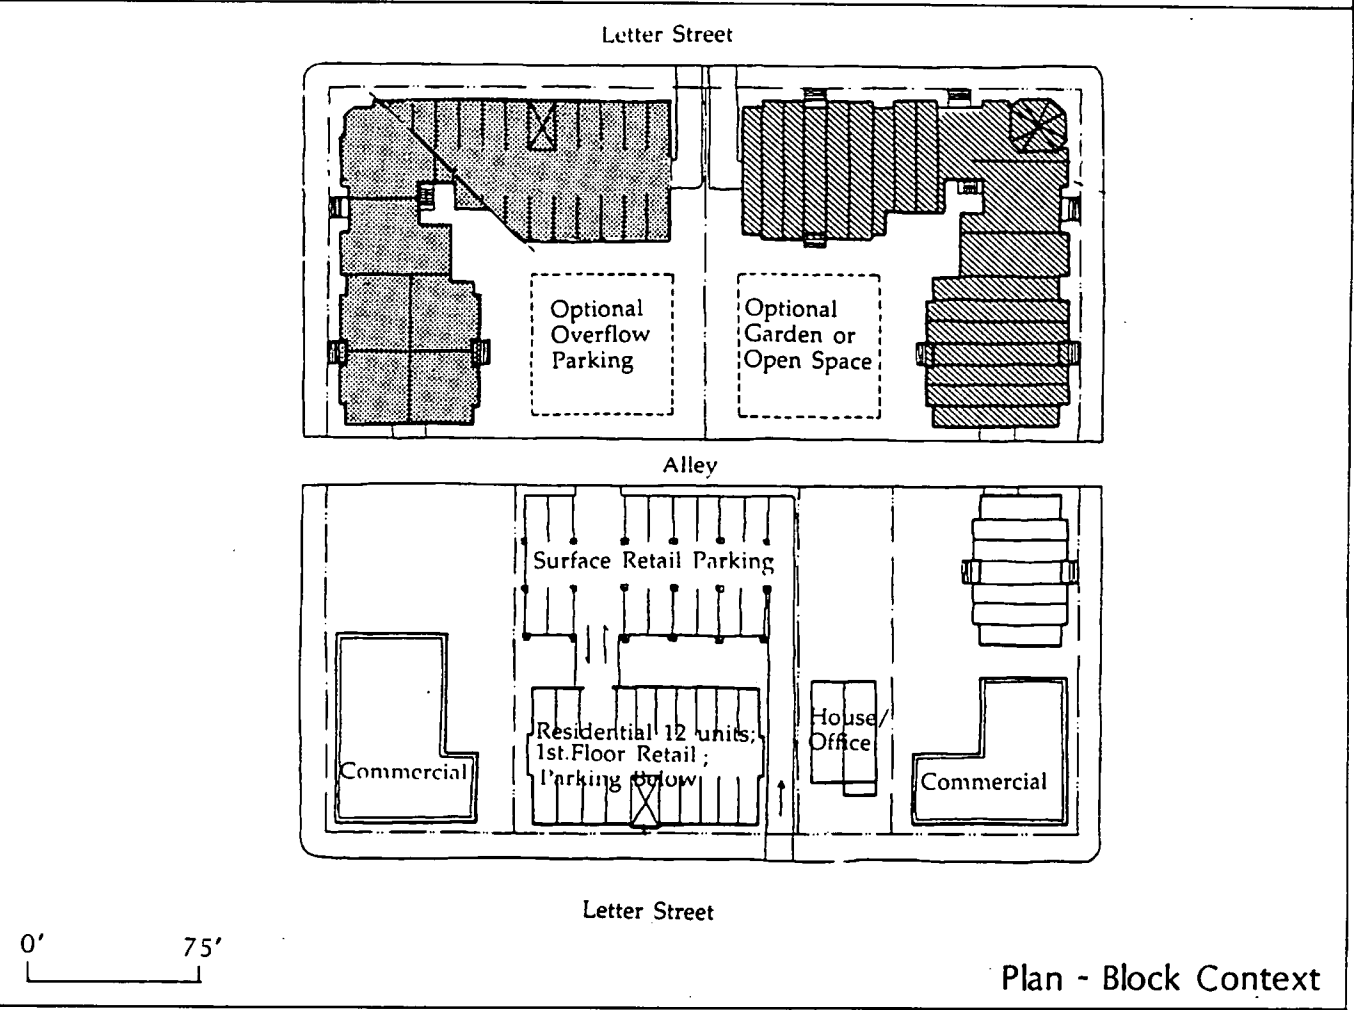 Letter Street
Optional
Overflow
Parking
Optional
Garden or
Open Space
Alley
Surface Retail Parking
Residential 12 units;
1st.Floor Retail;
Parking Below
House/
Office
Commercial
Commercial
Letter Street
0' 75'
Plan - Block Context